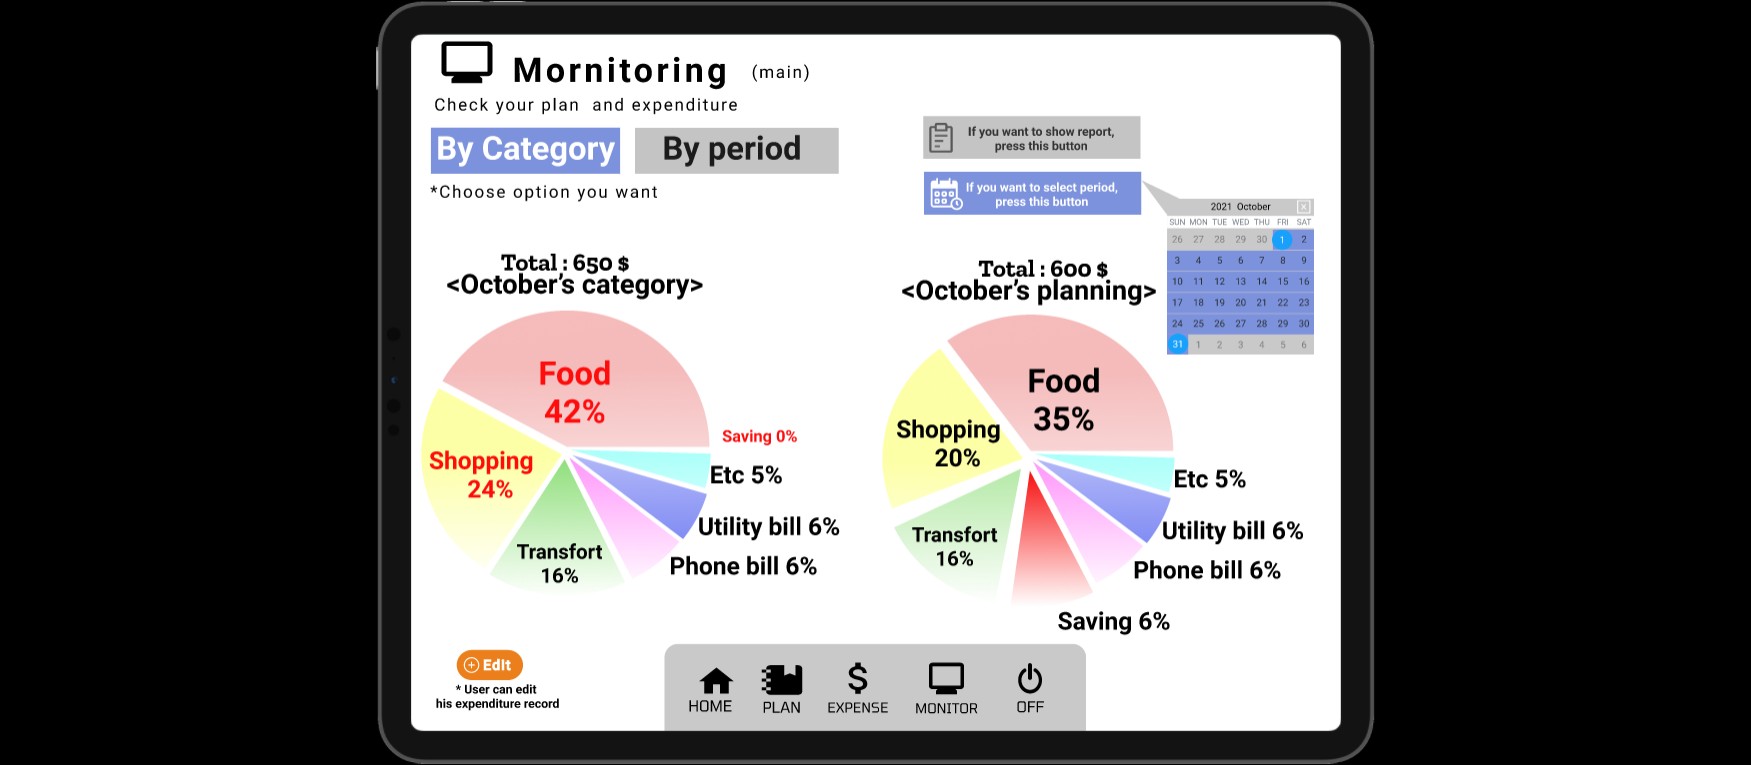 Mornitoring (main)
Check your plan and expenditure
By Category
By period
*Choose option you want
If you want to show report,
press this button
If you want to select period,
press this button
2021 October
SUN MON TUE WED THU FRI SAT
26 27 28 29 30 1 2
3 4 5 6 7 8 9
10 11 12 13 14 15 16
17 18 19 20 21 22 23
24 25 26 27 28 29 30
31 1 2 3 4 5 6
Total : 650 $
<October's category>
Food
42%
Shopping
24%
Transfort
16%
Saving 0%
Etc 5%
Utility bill 6%
Phone bill 6%
Total : 600 $
<October's planning>
Food
35%
Shopping
20%
Transfort
16%
Etc 5%
Utility bill 6%
Phone bill 6%
Saving 6%
EdIt
* User can edit
his expenditure record
HOME
PLAN
EXPENSE
MONITOR
OFF